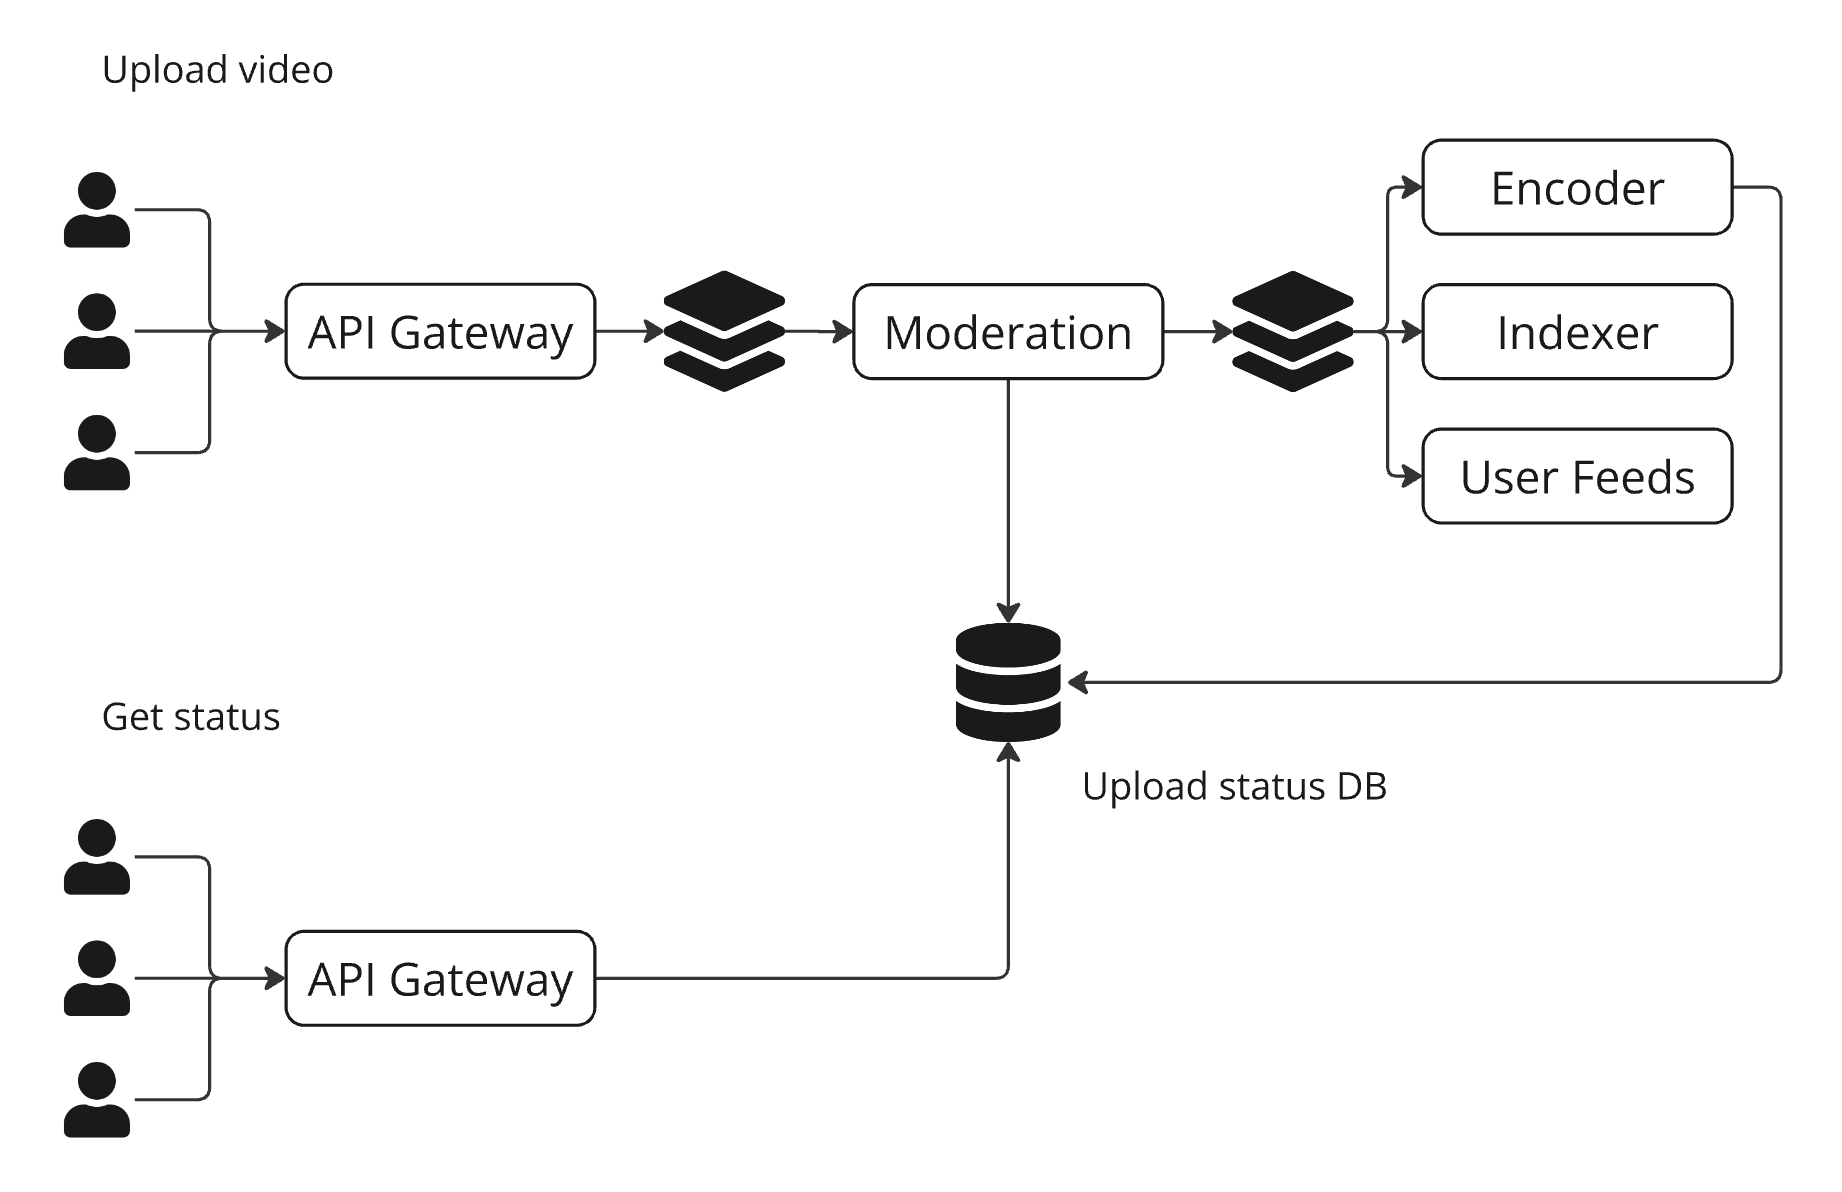 Upload video
Encoder
API Gateway
Moderation
Indexer
User Feeds
Get status
Upload status DB
API Gateway